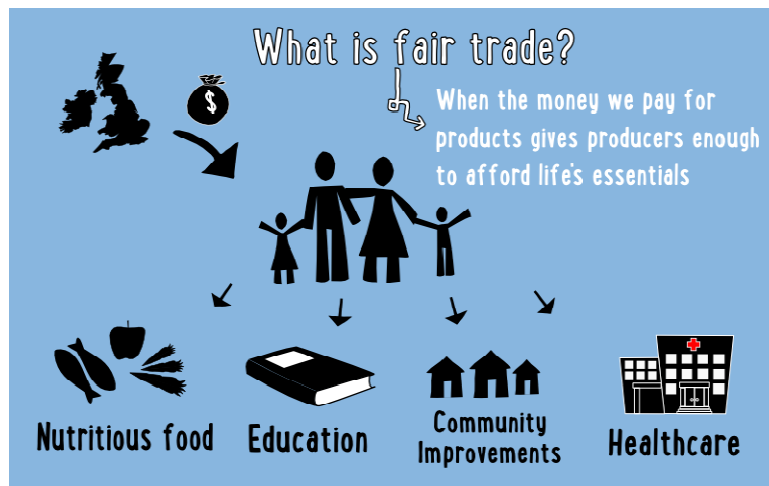 What is fair trade?
$
When the money we pay for
products gives producers enough
to afford life's essentials
Nutritious food
Education
Community
Improvements
Healthcare